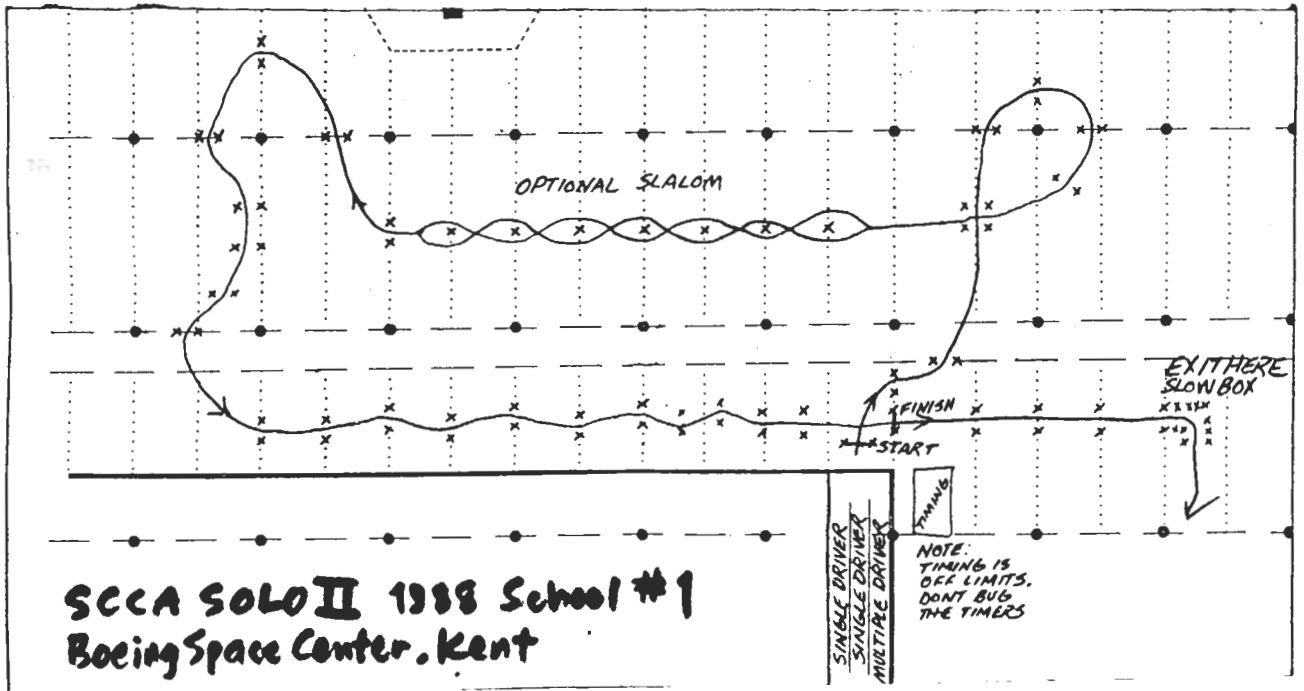 OPTIONAL SLALOM
EXIT HERE
SLOW BOX
FINISH
START
TIMING
SINGLE DRIVER
SINGLE DRIVER
MULTIPLE DRIVER
NOTE:
TIMING IS
OFF LIMITS.
DONT BUG
THE TIMERS
SCCA SOLO II 1988 School #1
Boeing Space Center, Kent